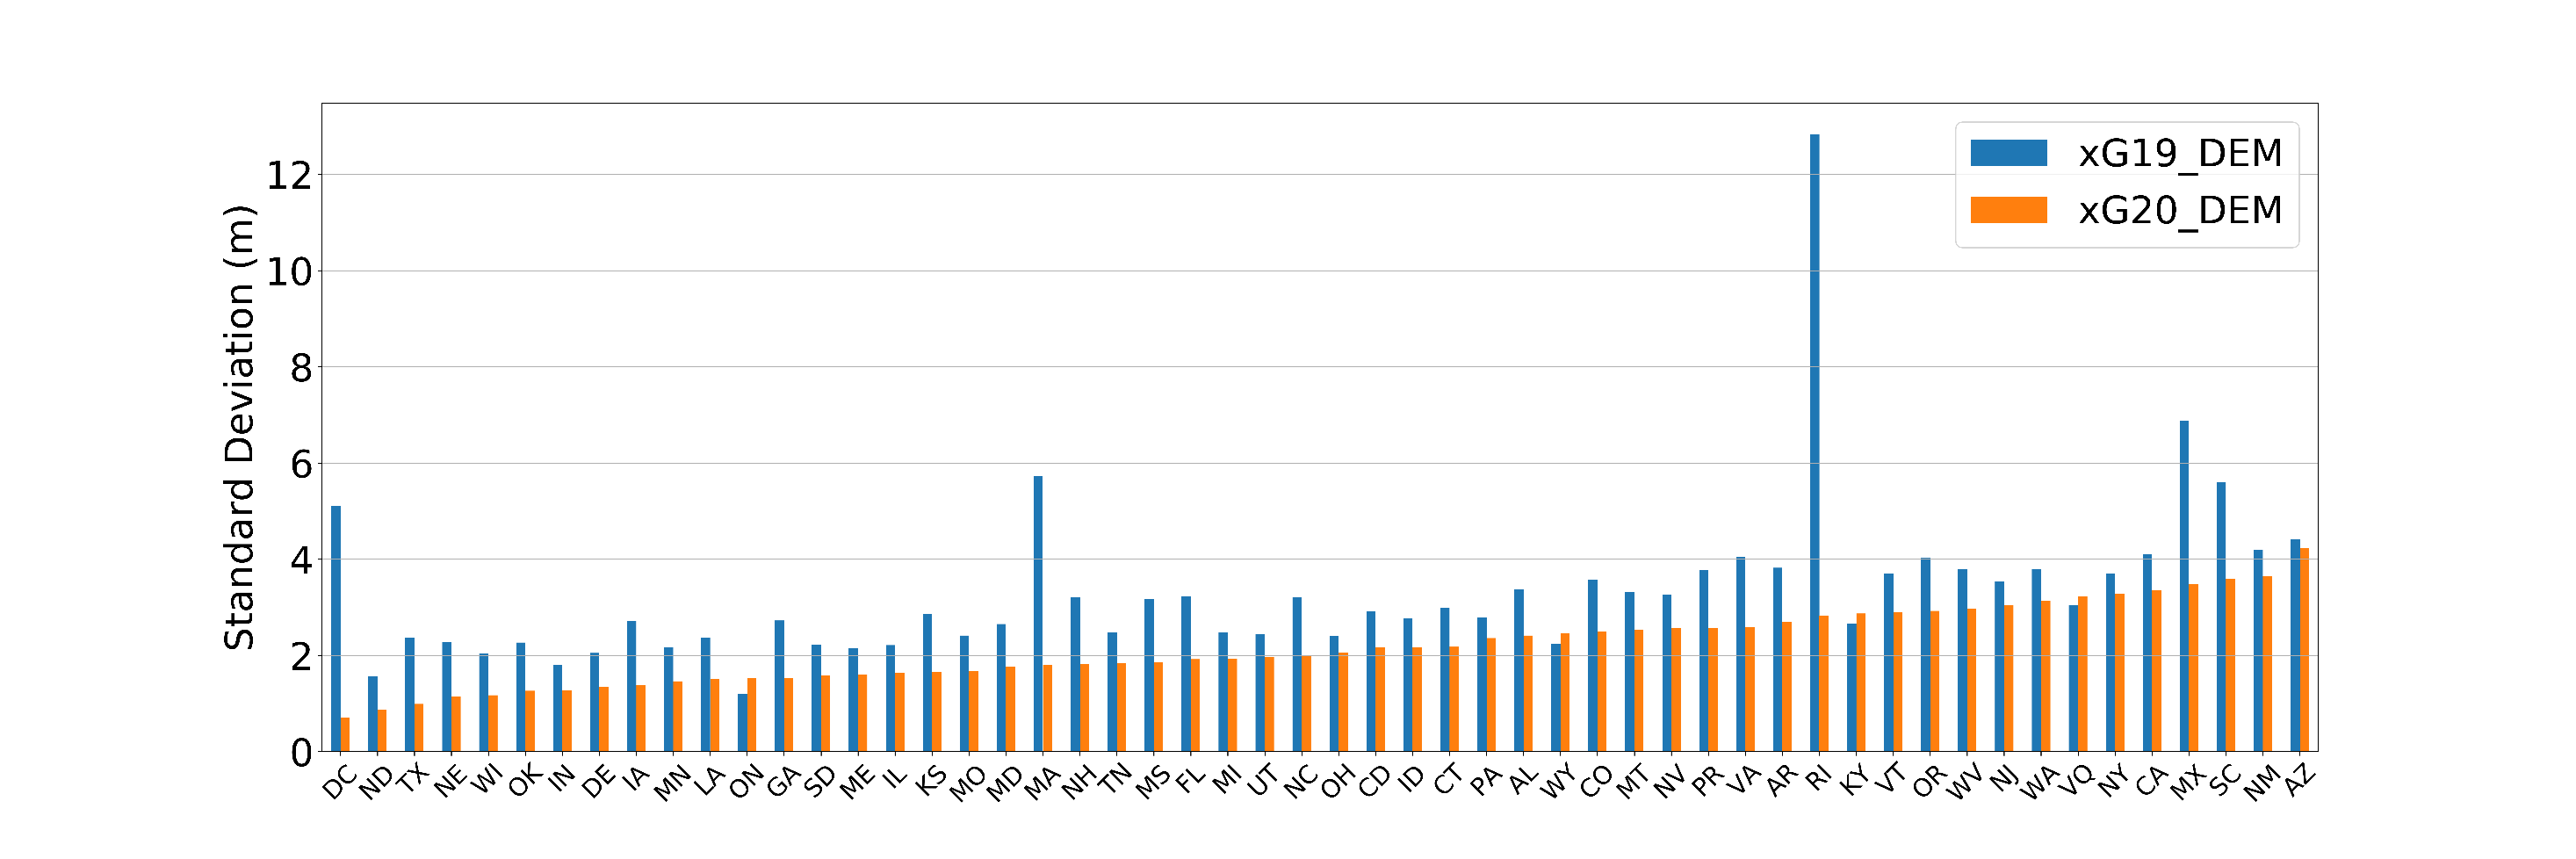 xG19_DEM
xG20_DEM
Standard Deviation (m)
12
10
8
6
4
2
0
DC ND TX NE WI OK IN DE IA MN LA ON GA SD ME IL KS MO MD MA NH TN MS FL MI UT NC OH CD ID CT PA AL WY CO MT NV PR VA AR RI KY VT OR WV NJ WA VQ NY CA MX SC NM AZ